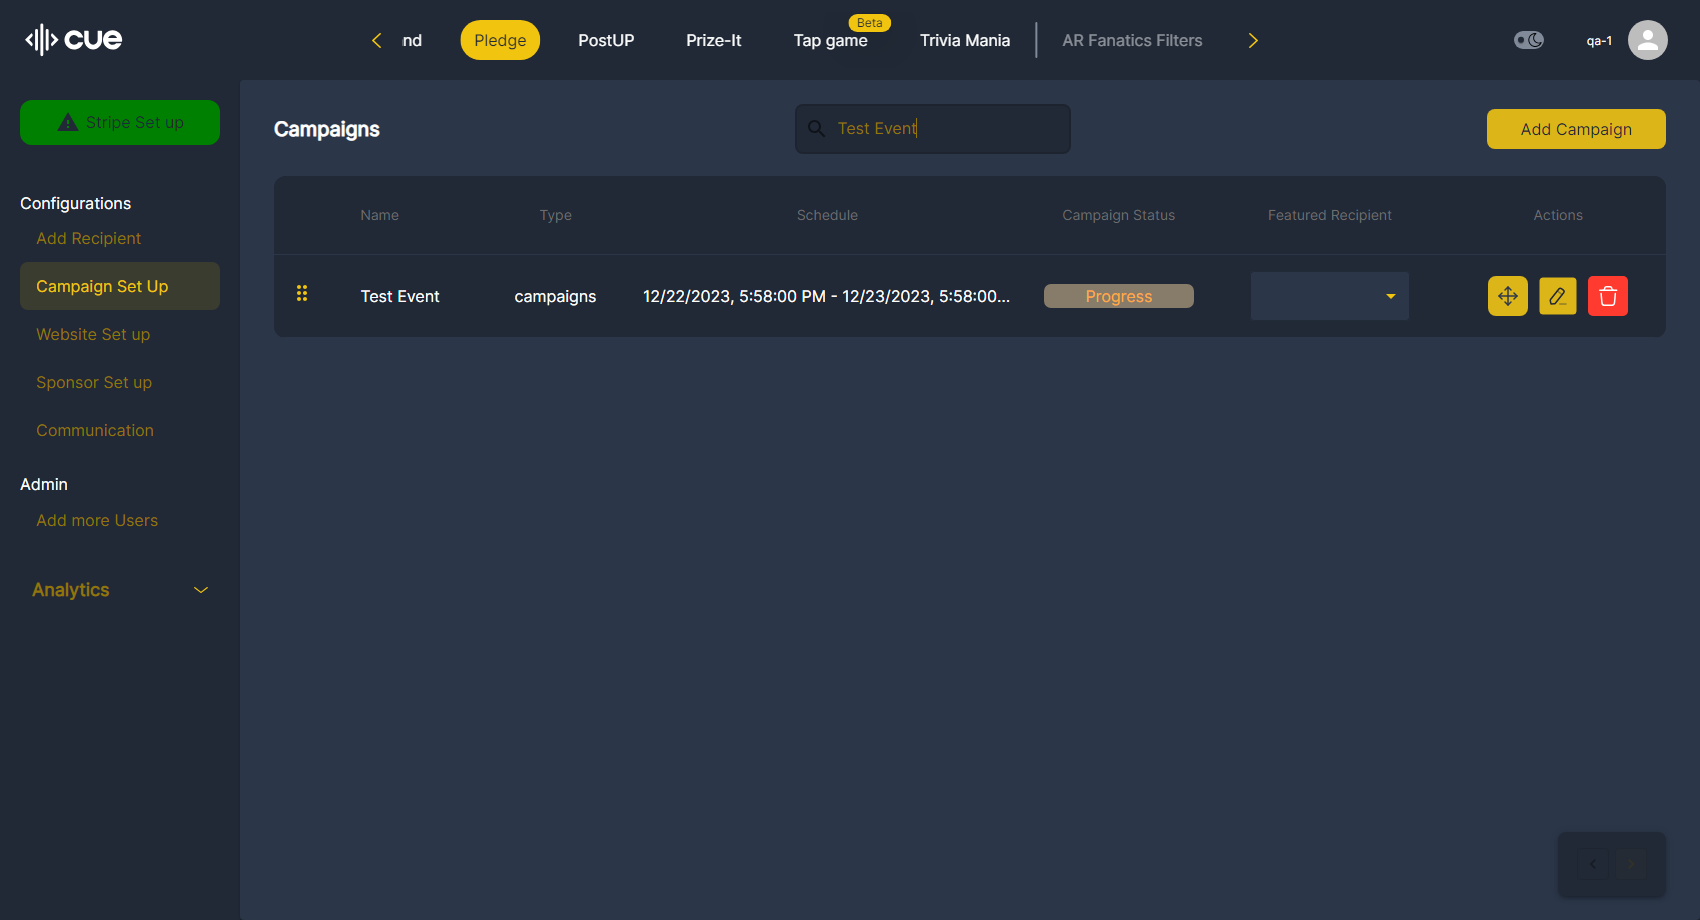 cue
nd
Pledge
PostUP
Prize-It
Tap game
Beta
Trivia Mania
AR Fanatics Filters
qa-1
Stripe Set up
Configurations
Add Recipient
Campaign Set Up
Website Set up
Sponsor Set up
Communication
Admin
Add more Users
Analytics
Campaigns
Test Event
Add Campaign
Name Type Schedule Campaign Status Featured Recipient Actions
Test Event campaigns 12/22/2023, 5:58:00 PM - 12/23/2023, 5:58:00... Progress